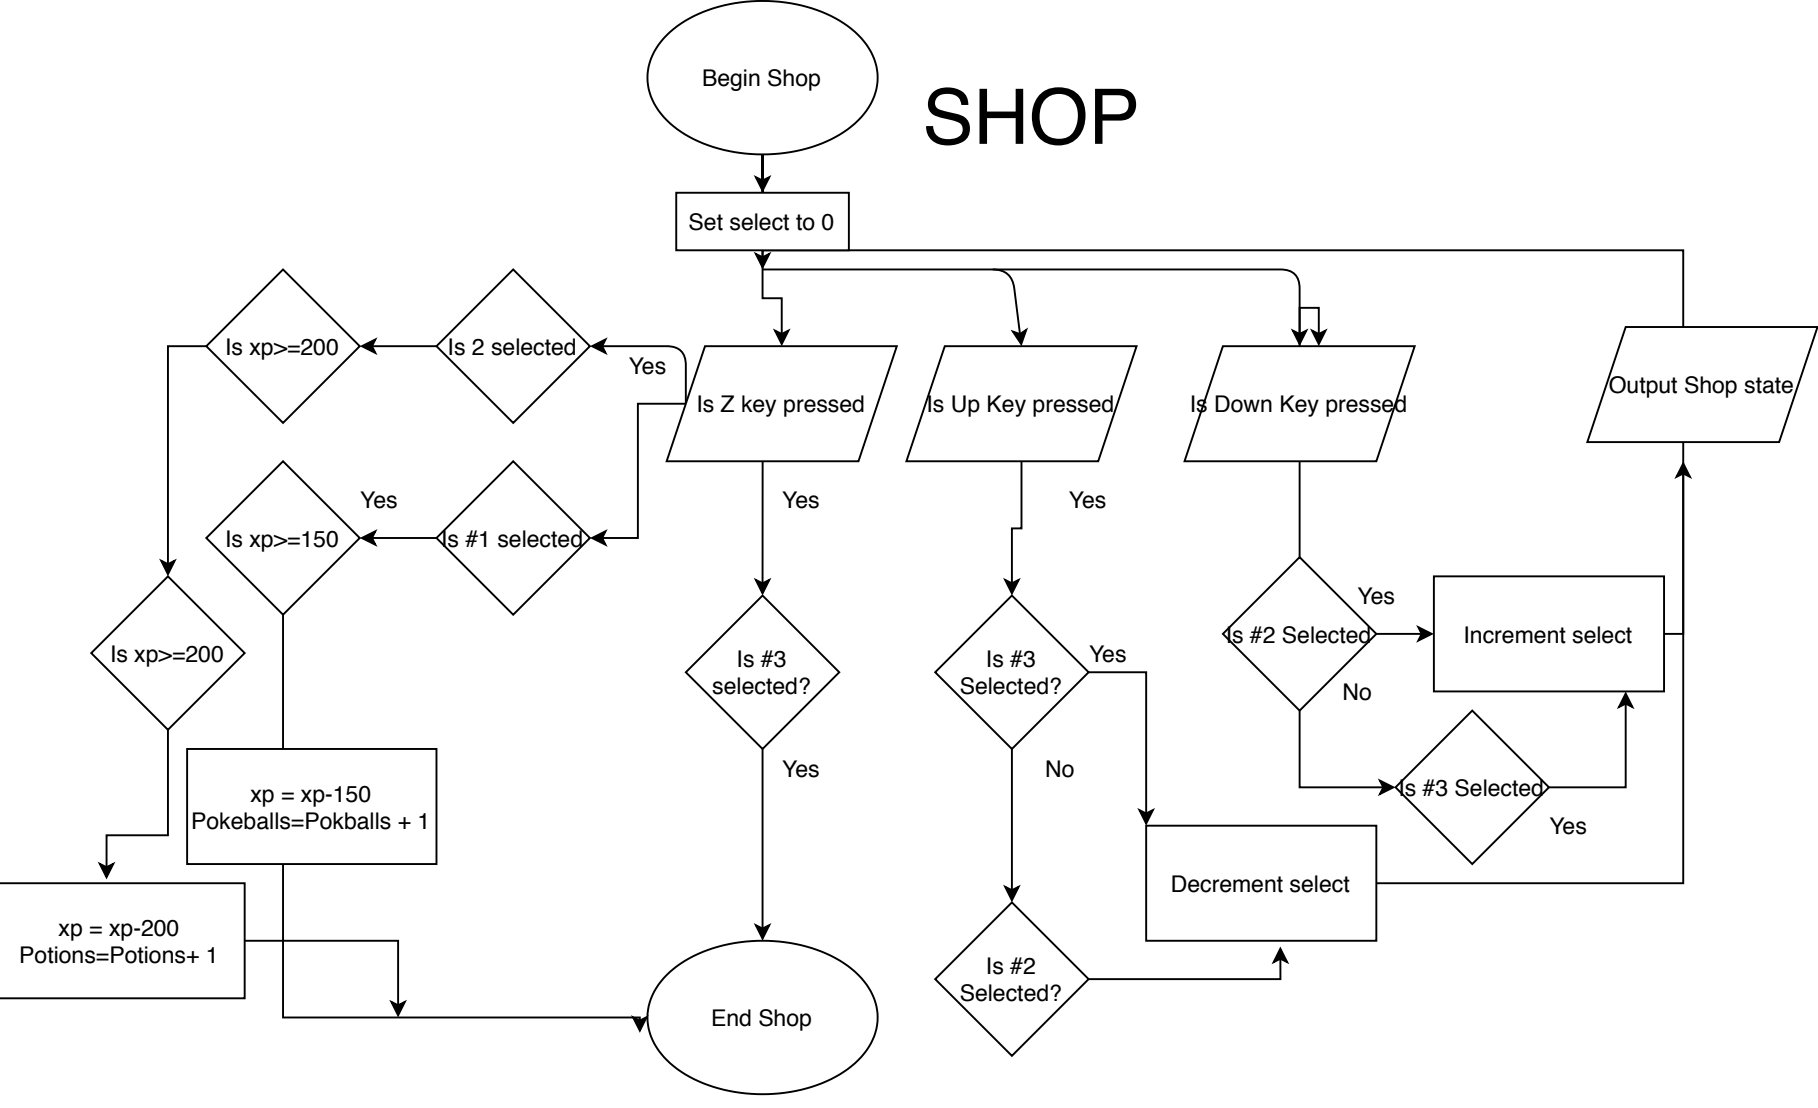 Begin Shop
SHOP
Set select to 0
Is xp>=200
Is 2 selected
Yes
Is Z key pressed
Is Up Key pressed
Is Down Key pressed
Output Shop state
Yes
Yes
Yes
Is xp>=150
Is #1 selected
Yes
Is #2 Selected
Increment select
Is xp>=200
Is #3
selected?
Is #3
Selected?
Yes
No
Yes
No
Is #3 Selected
Yes
xp = xp-150
Pokeballs=Pokballs + 1
Decrement select
xp = xp-200
Potions=Potions+ 1
Is #2
Selected?
End Shop